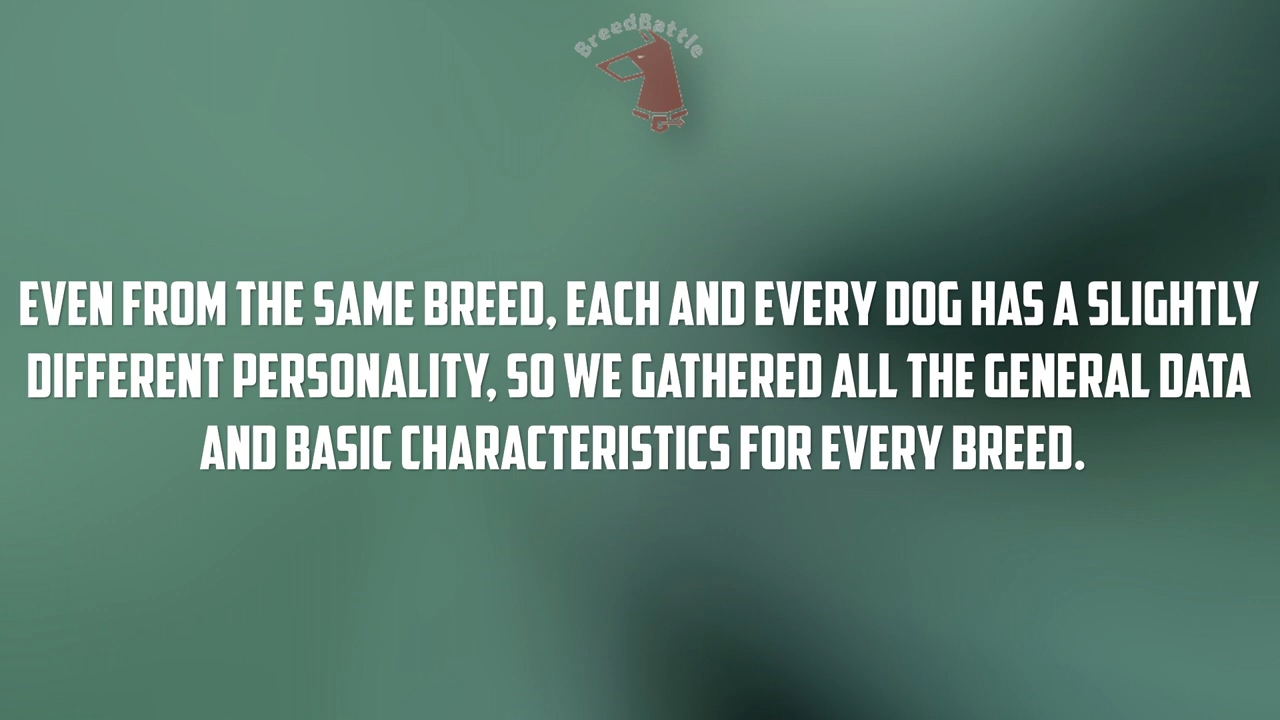 BreedBattle
EVEN FROM THE SAME BREED, EACH AND EVERY DOG HAS A SLIGHTLY
DIFFERENT PERSONALITY, SO WE GATHERED ALL THE GENERAL DATA
AND BASIC CHARACTERISTICS FOR EVERY BREED.